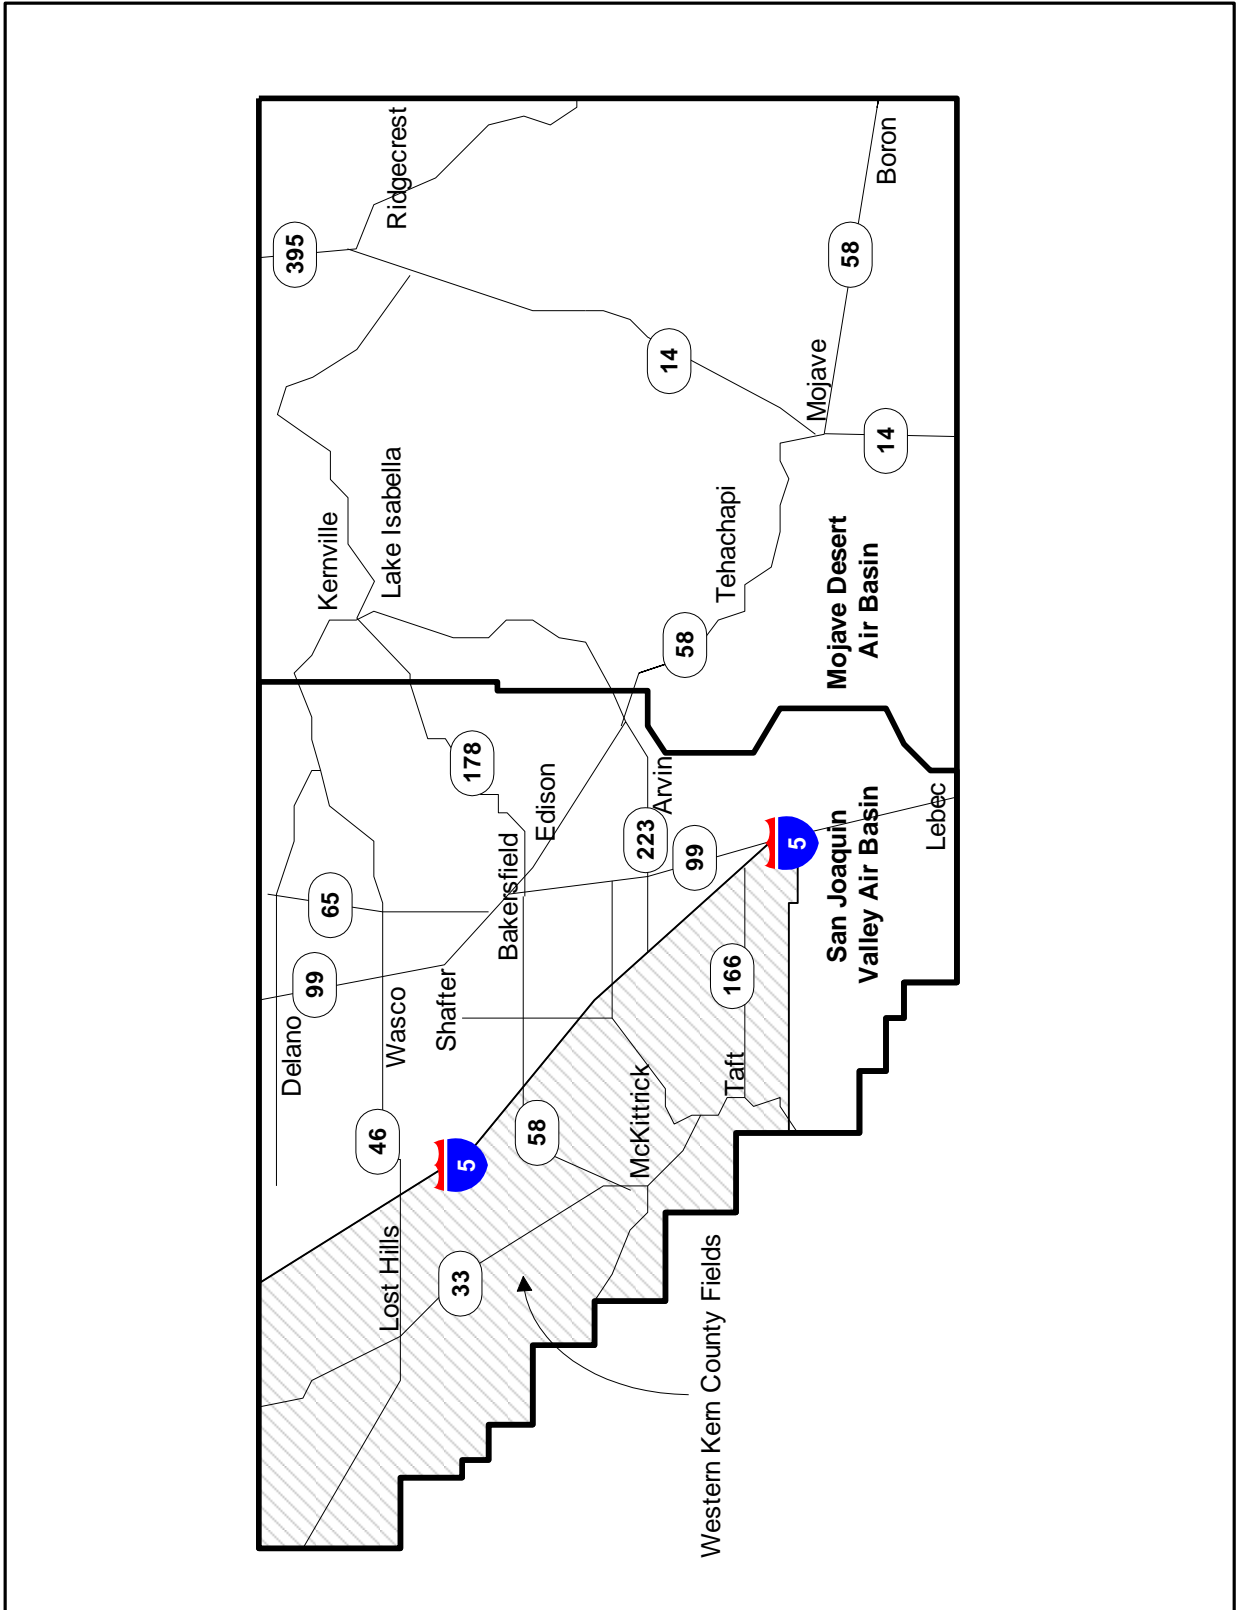 395
Ridgecrest
Boron
58
14
Mojave
14
Kernville
Lake Isabella
Tehachapi
58
Mojave Desert
Air Basin
178
Edison
Arvin
223
99
5
Lebec
San Joaquin
Valley Air Basin
65
Bakersfield
99
Delano
Wasco
Shafter
166
Taft
46
5
58
McKittrick
Lost Hills
33
Western Kern County Fields